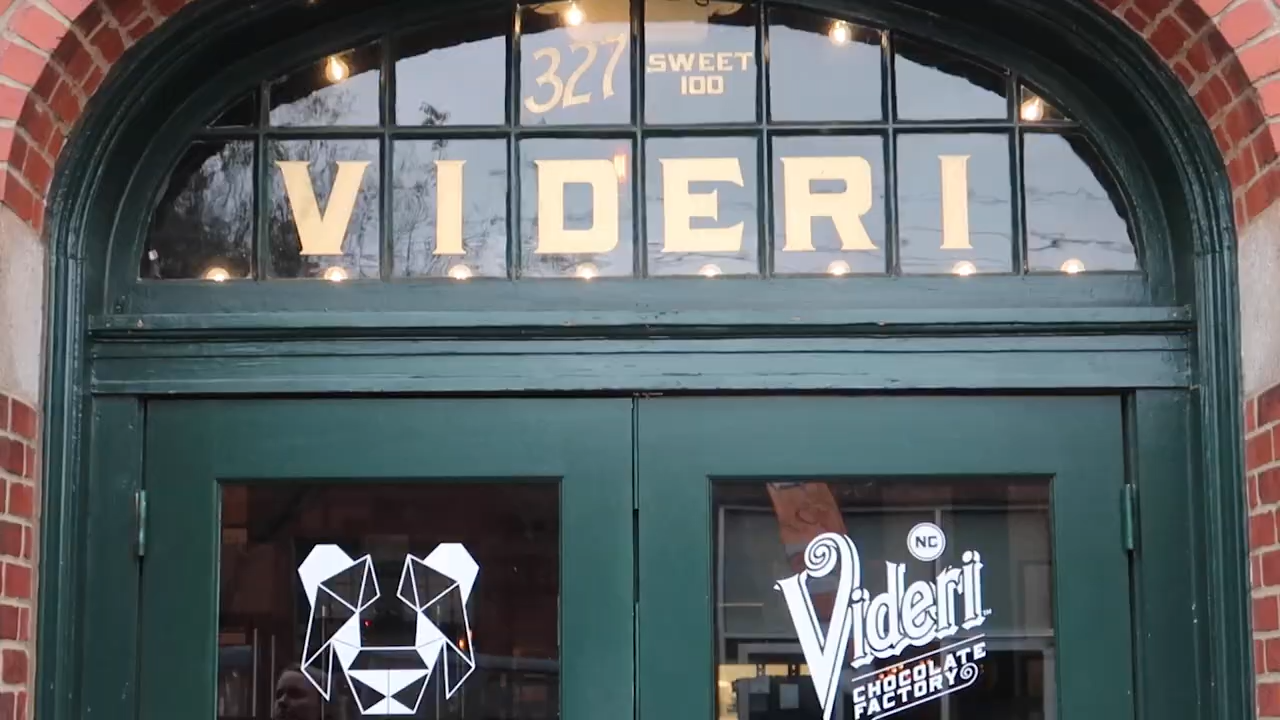 327
SWEET
100
VIDERI
NC
Videri
CHOCOLATE
FACTORY